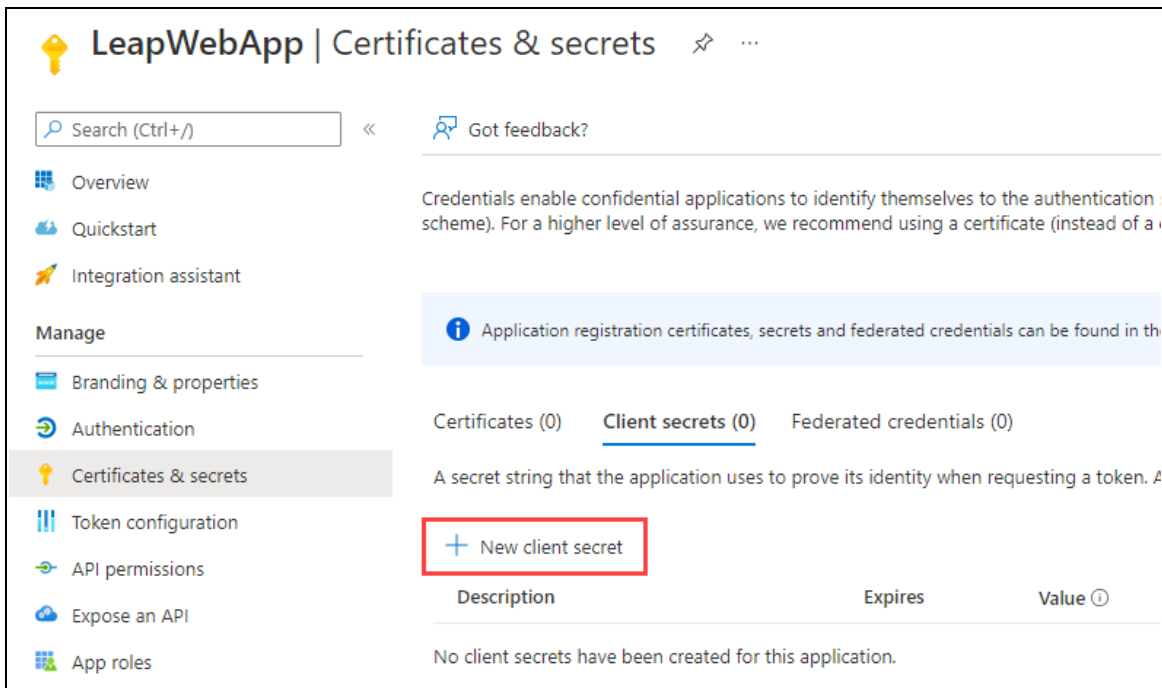 LeapWebApp | Certificates & secrets
Search (Ctrl+/)
Got feedback?
Overview
Quickstart
Integration assistant
Credentials enable confidential applications to identify themselves to the authentication
scheme). For a higher level of assurance, we recommend using a certificate (instead of a
Application registration certificates, secrets and federated credentials can be found in
Manage
Branding & properties
Authentication
Certificates & secrets
Token configuration
API permissions
Expose an API
App roles
Certificates (0) Client secrets (0) Federated credentials (0)
A secret string that the application uses to prove its identity when requesting a token. A
New client secret
Description Expires Value
No client secrets have been created for this application.